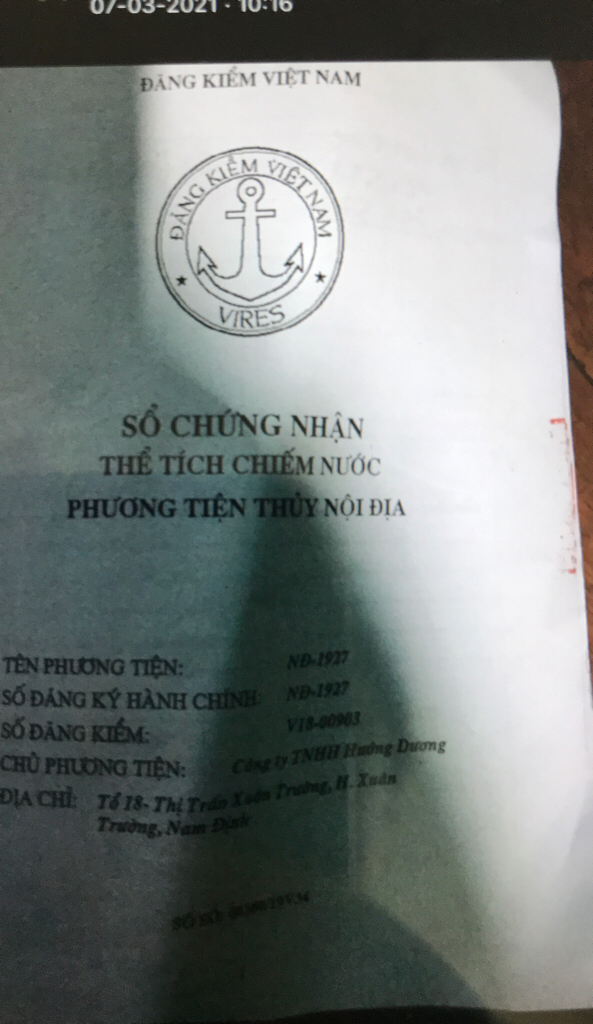 07-03-2021 · 10:16
ĐĂNG KIỂM VIỆT NAM
ĐĂNG KIỂM VIỆT NAM
VIRES
SỔ CHỨNG NHẬN
THỂ TÍCH CHIẾM NƯỚC
PHƯƠNG TIỆN THỦY NỘI ĐỊA
TÊN PHƯƠNG TIỆN: NĐ-1927
SỐ ĐĂNG KÝ HÀNH CHÍNH: NĐ-1927
SỐ ĐĂNG KIỂM: V18-00903
CHỦ PHƯƠNG TIỆN: Công ty TNHH Hướng Dương
ĐỊA CHỈ: Tổ 18- Thị Trấn Xuân Trường, H. Xuân
Trường, Nam Định
SỔ SỐ: